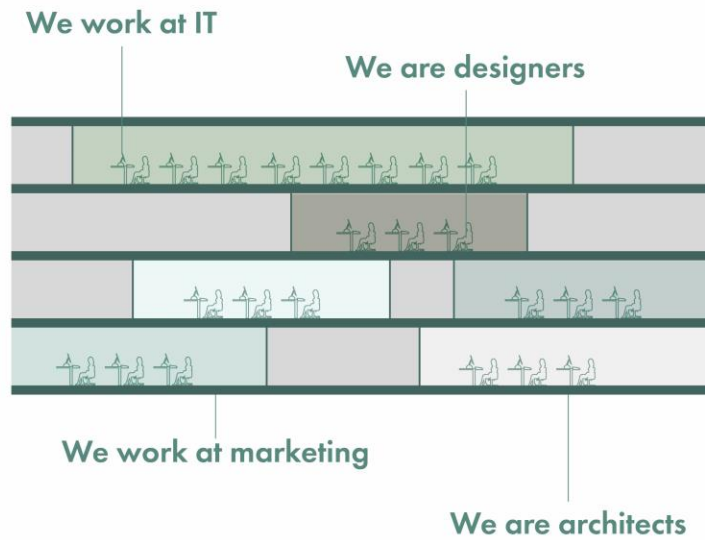 We work at IT
We are designers
We work at marketing
We are architects